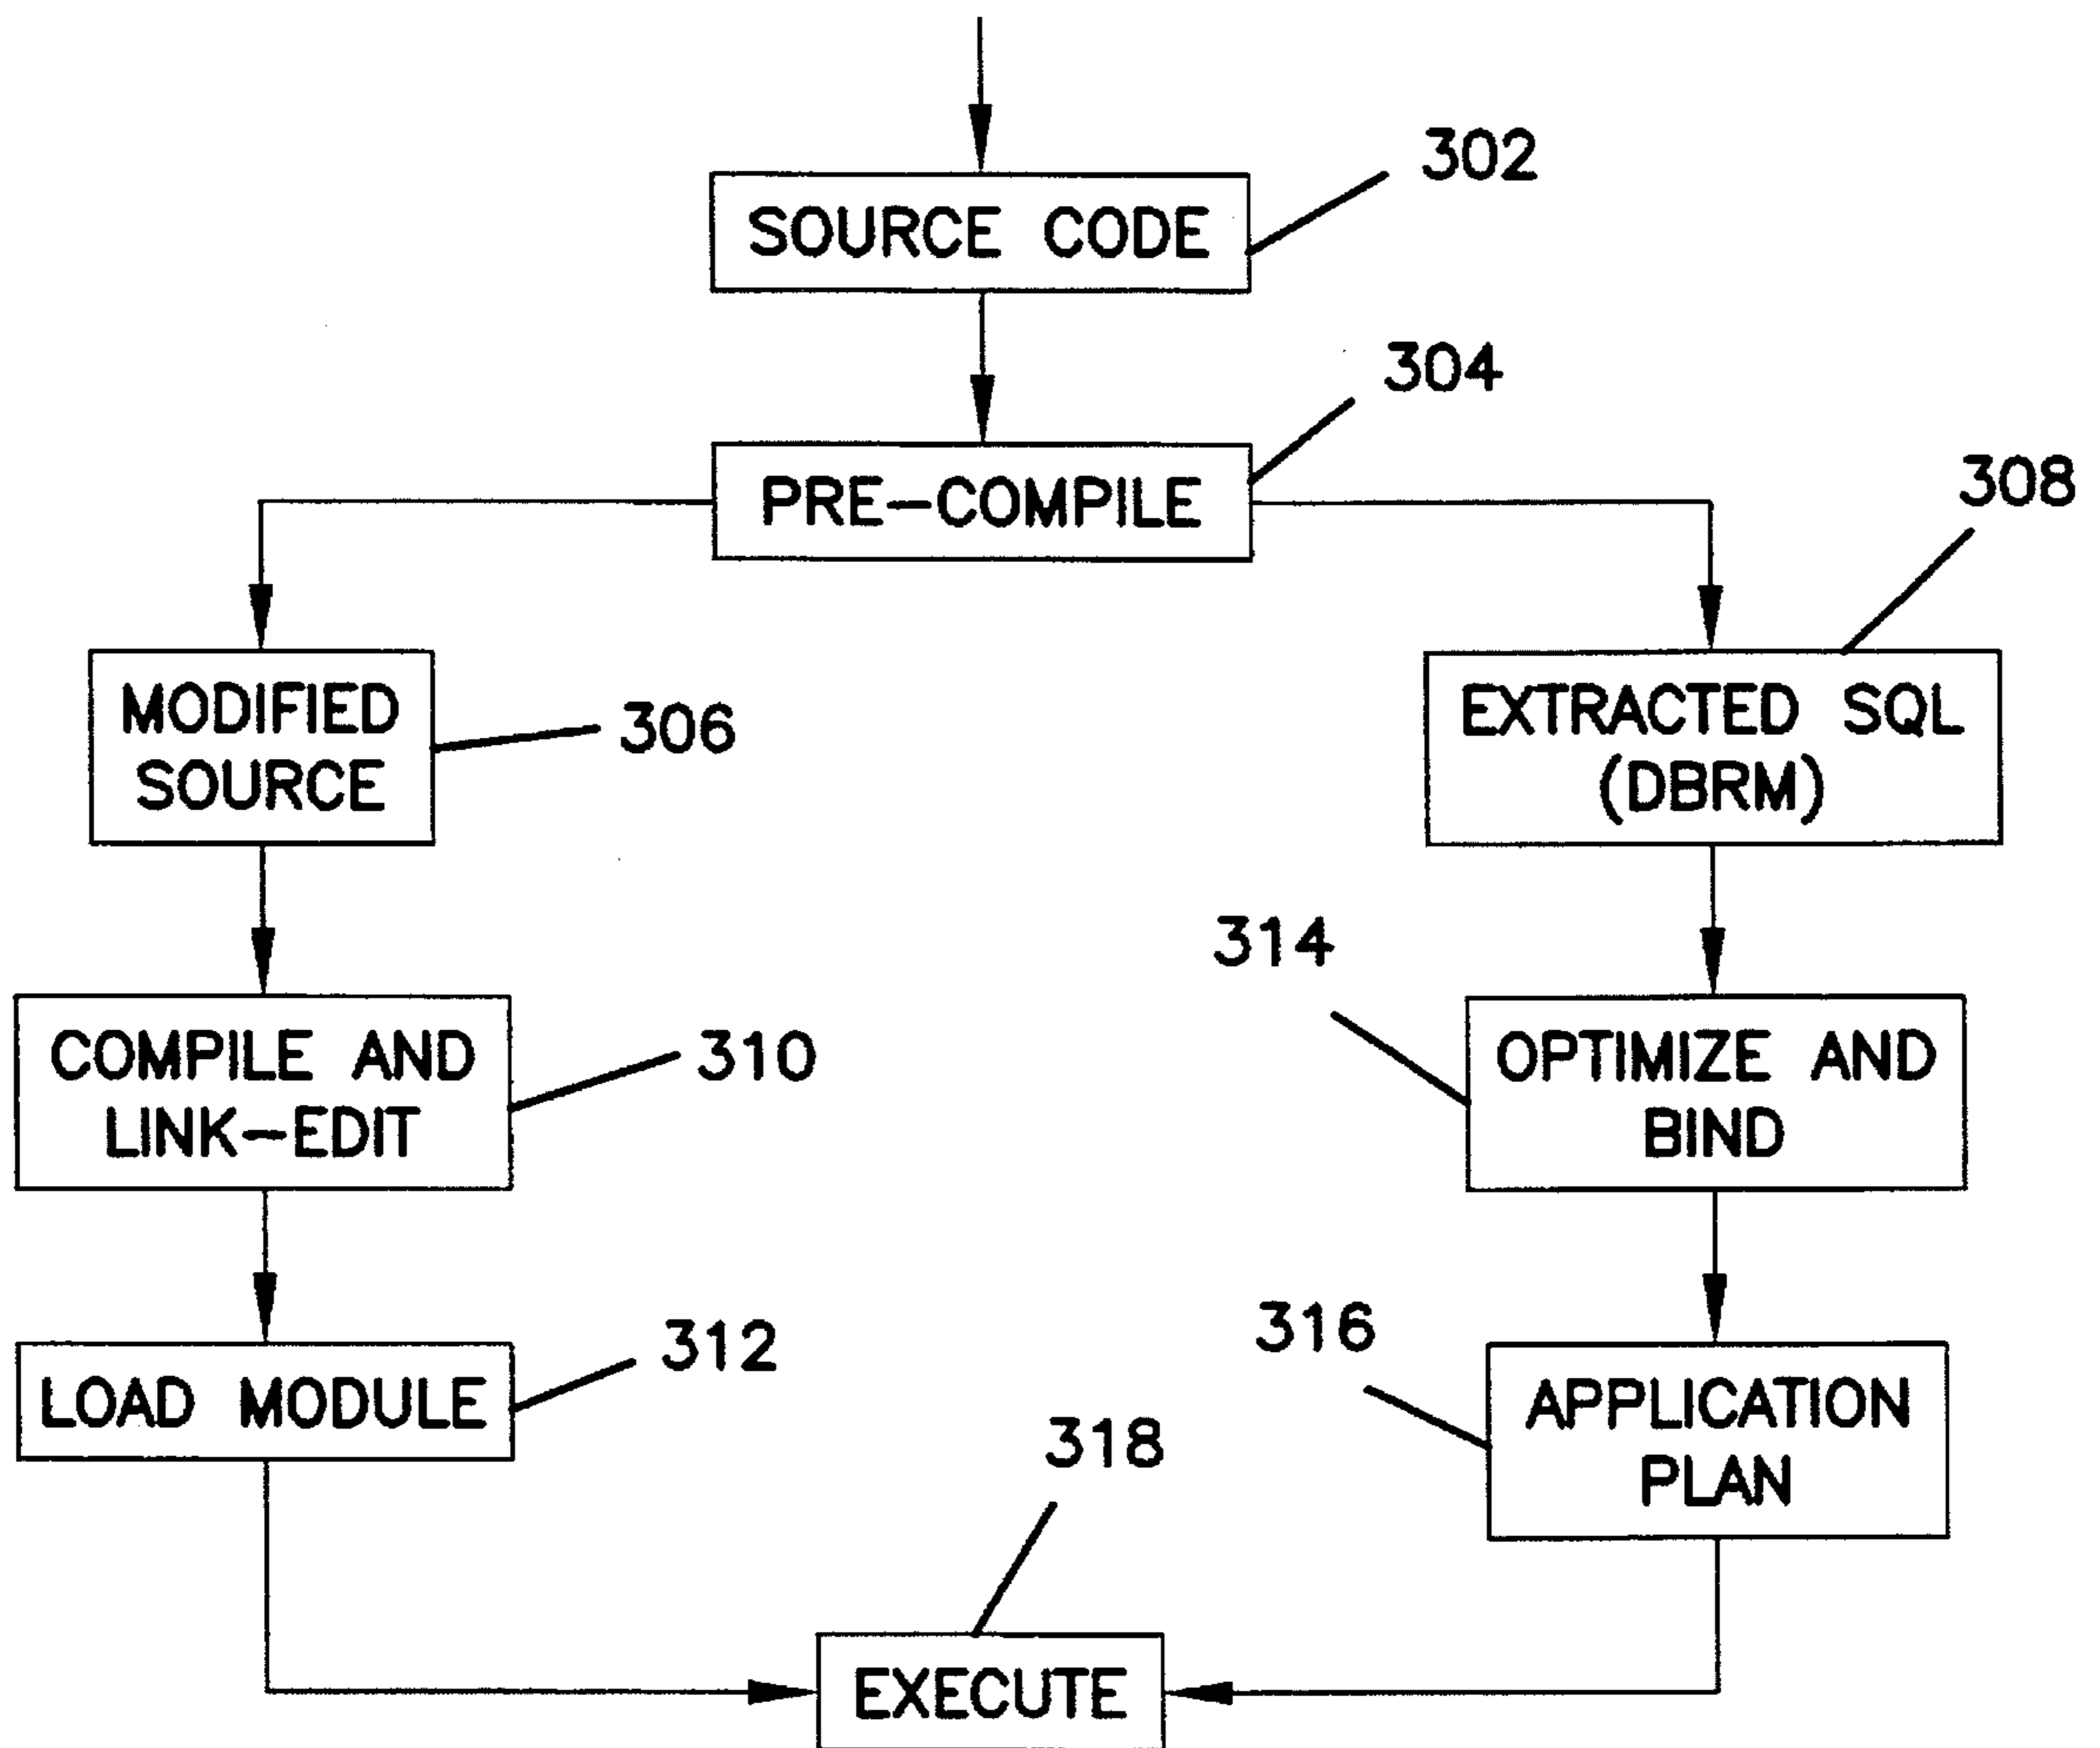 302
SOURCE CODE
304
PRE-COMPILE
308
MODIFIED
SOURCE
306
EXTRACTED SQL
(DBRM)
314
COMPILE AND
LINK-EDIT
310
OPTIMIZE AND
BIND
316
LOAD MODULE
312
APPLICATION
PLAN
318
EXECUTE